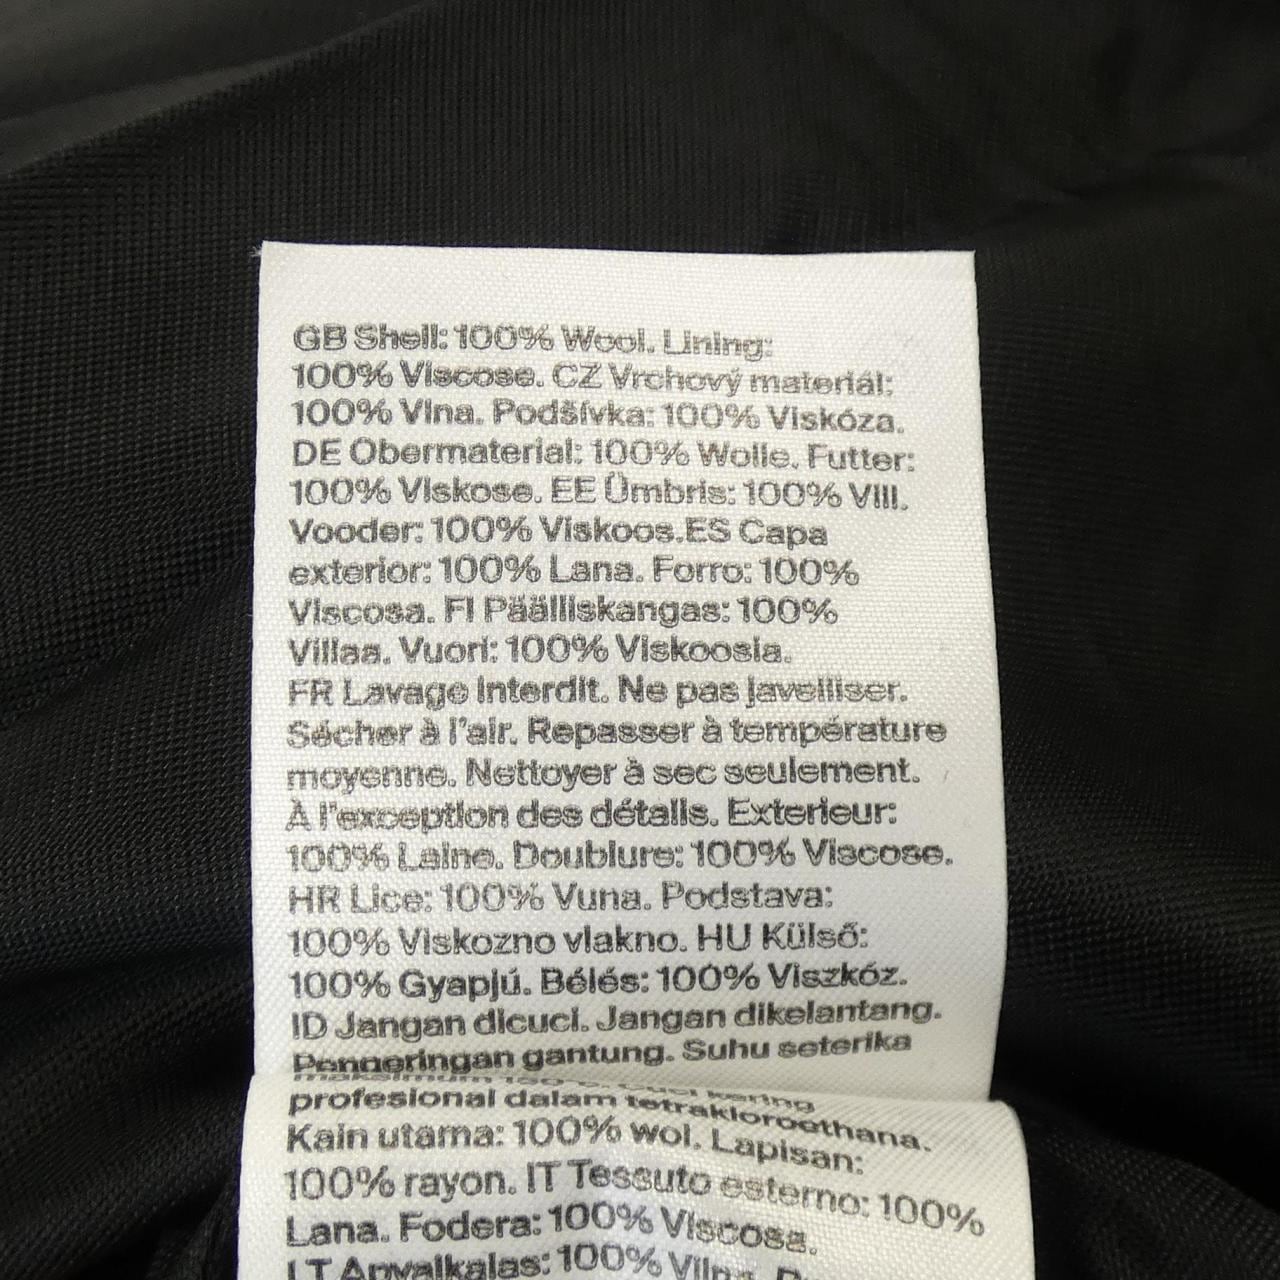 GB Shell: 100% Wool. Lining:
100% Viscose. CZ Vrchový materiál:
100% Vlna. Podšívka: 100% Viskóza.
DE Obermaterial: 100% Wolle. Futter:
100% Viskose. EE Ümbris: 100% Vill.
Vooder: 100% Viskoos.ES Capa
exterior: 100% Lana. Forro: 100%
Viscosa. FI Päälliskangas: 100%
Villaa. Vuori: 100% Viskoosia.
FR Lavage interdit. Ne pas javelliser.
Sécher à l'air. Repasser à température
moyenne. Nettoyer à sec seulement.
À l'exception des détails. Exterieur:
100% Laine. Doublure: 100% Viscose.
HR Lice: 100% Vuna. Podstava:
100% Viskozno vlakno. HU Külső:
100% Gyapjú. Bélés: 100% Viszkóz.
ID Jangan dicuci. Jangan dikelantang.
Pengeringan gantung. Suhu seterika
profesional dalam tetrakloroethana.
Kain utama: 100% wol. Lapisan:
100% rayon. IT Tessuto esterno: 100%
Lana. Fodera: 100% Viscosa.
LT Apvalkalas: 100% Vilna.